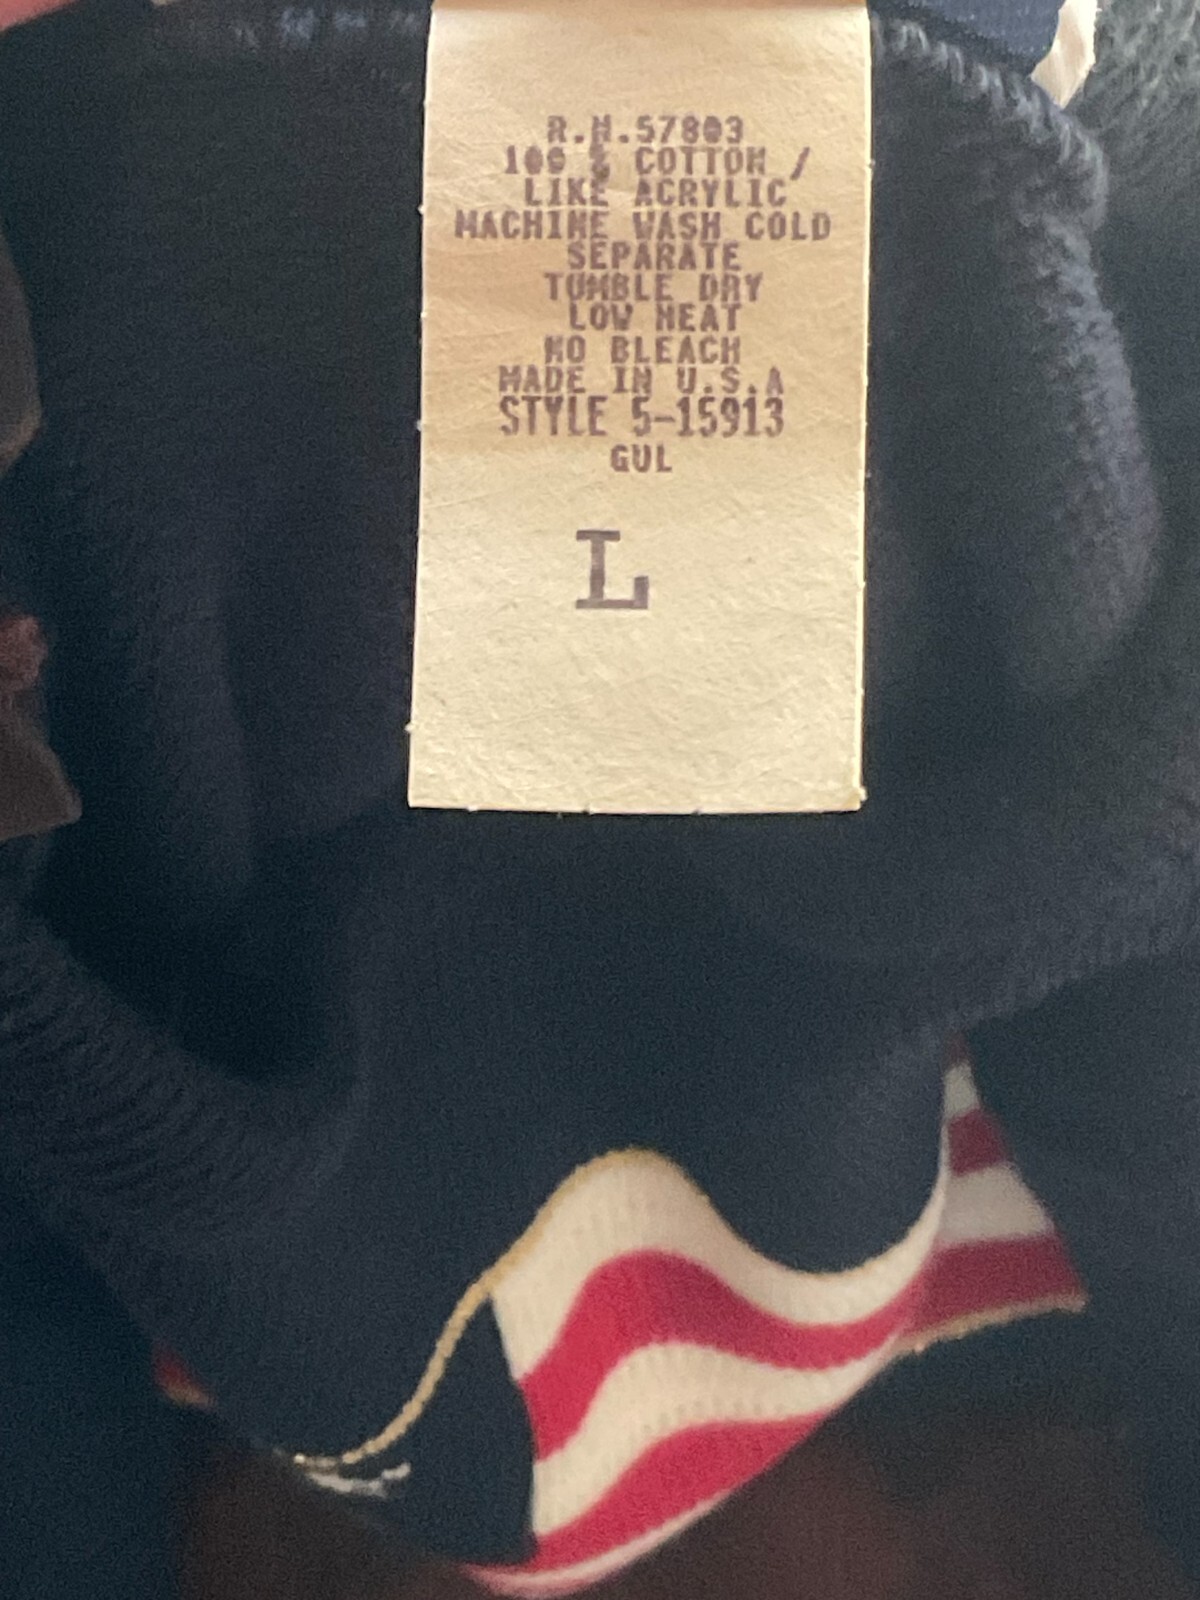 R.N.57803
100 % COTTON /
LIKE ACRYLIC
MACHINE WASH COLD
SEPARATE
TUMBLE DRY
LOW HEAT
NO BLEACH
MADE IN U.S.A
STYLE 5-15913
GUL
L